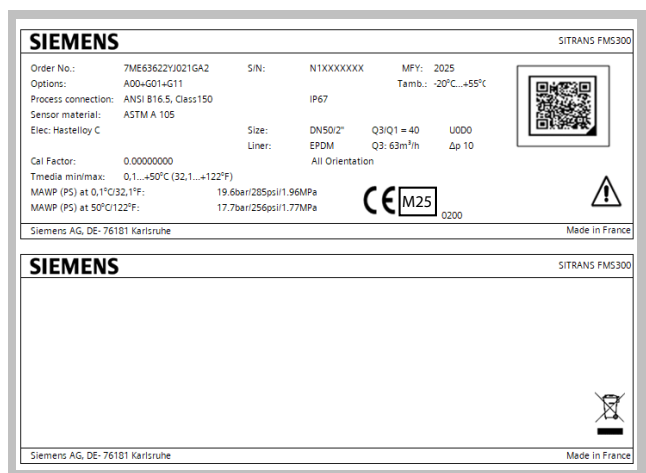 SIEMENS SITRANS FMS300
Order No.: 7ME63622YJ021GA2 S/N: N1XXXXXXX MFY: 2025
Options: A00+G01+G11 Tamb.: -20°C...+55°C
Process connection: ANSI B16.5, Class150 IP67
Sensor material: ASTM A 105
Elec: Hastelloy C Size: DN50/2" Q3/Q1 = 40 U0D0
Liner: EPDM Q3: 63m³/h Δp 10
Cal Factor: 0.00000000 All Orientation
Tmedia min/max: 0,1...+50°C (32,1...+122°F)
MAWP (PS) at 0,1°C/32,1°F: 19.6bar/285psi/1.96MPa
MAWP (PS) at 50°C/122°F: 17.7bar/256psi/1.77MPa
CE M25 0200
Siemens AG, DE- 76181 Karlsruhe Made in France
SIEMENS SITRANS FMS300
Siemens AG, DE- 76181 Karlsruhe Made in France